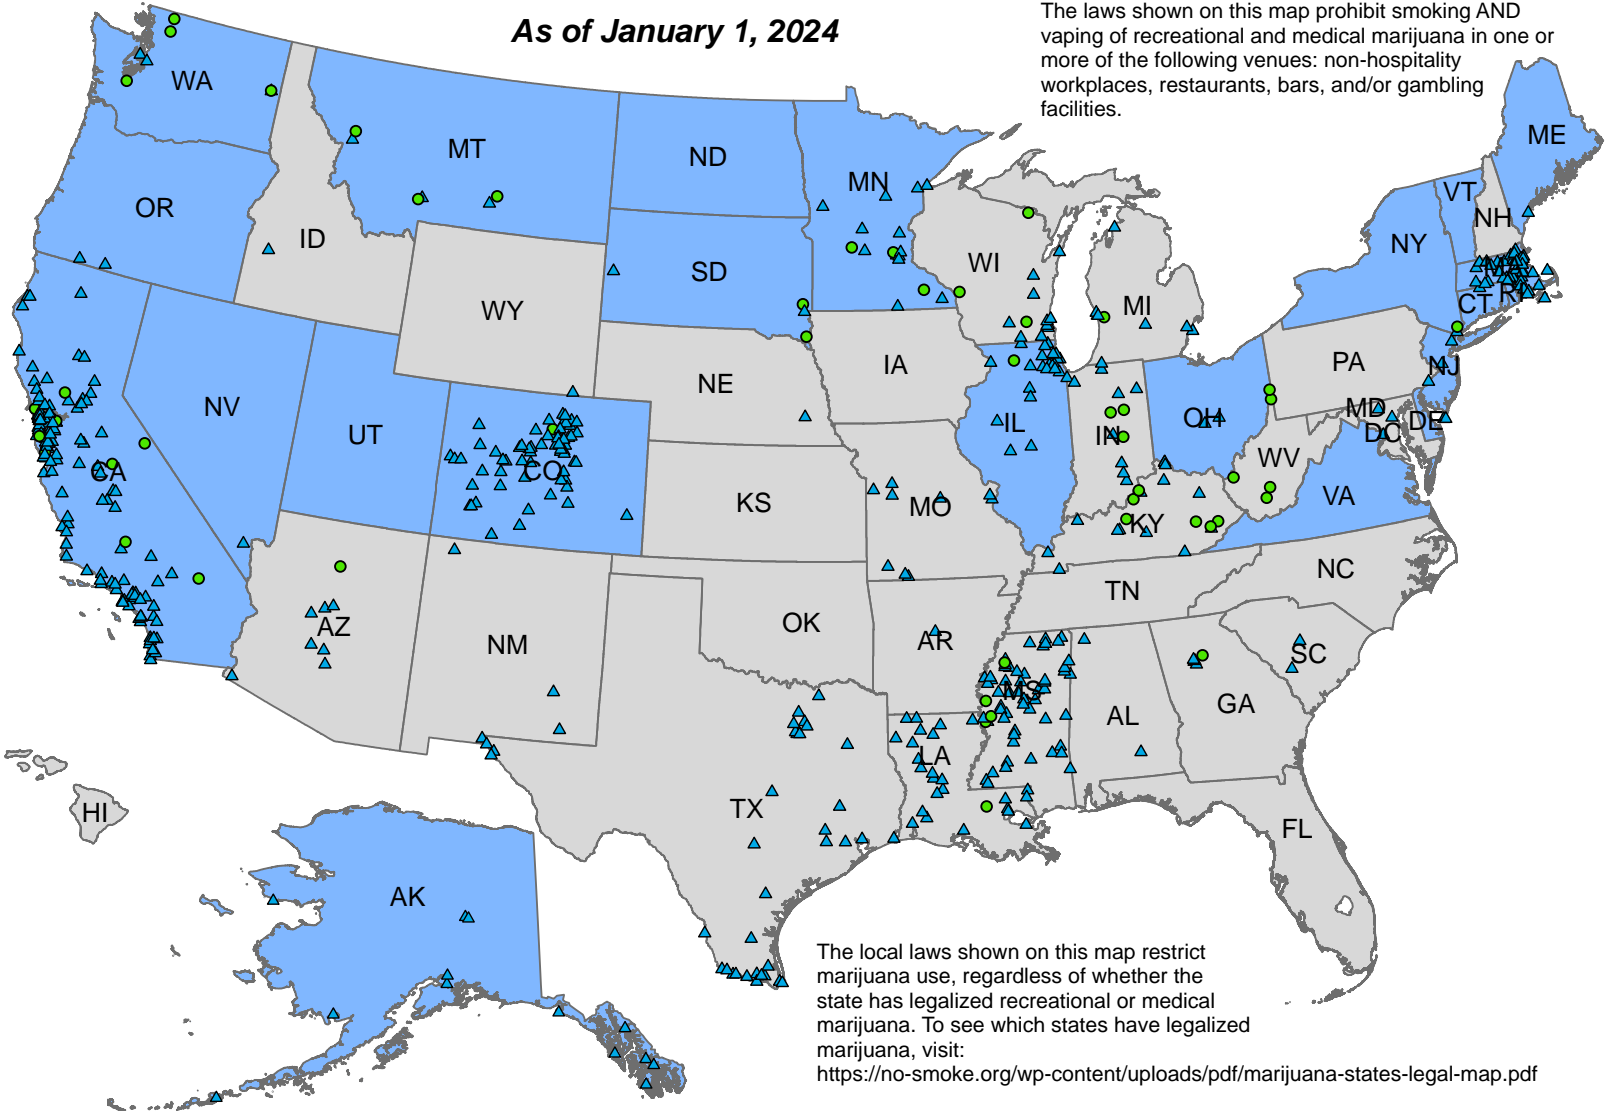 As of January 1, 2024
The laws shown on this map prohibit smoking AND
vaping of recreational and medical marijuana in one or
more of the following venues: non-hospitality
workplaces, restaurants, bars, and/or gambling
facilities.
WA
MT
ND
MN
ME
VT
NH
OR
ID
SD
WI
NY
MA
WY
MI
CT
RI
IA
PA
NJ
NE
NV
UT
IL
IN
OH
MD
DE
DC
CA
CO
WV
KS
MO
VA
KY
NC
TN
AZ
NM
OK
AR
SC
MS
GA
AL
LA
TX
HI
FL
AK
The local laws shown on this map restrict
marijuana use, regardless of whether the
state has legalized recreational or medical
marijuana. To see which states have legalized
marijuana, visit:
https://no-smoke.org/wp-content/uploads/pdf/marijuana-states-legal-map.pdf